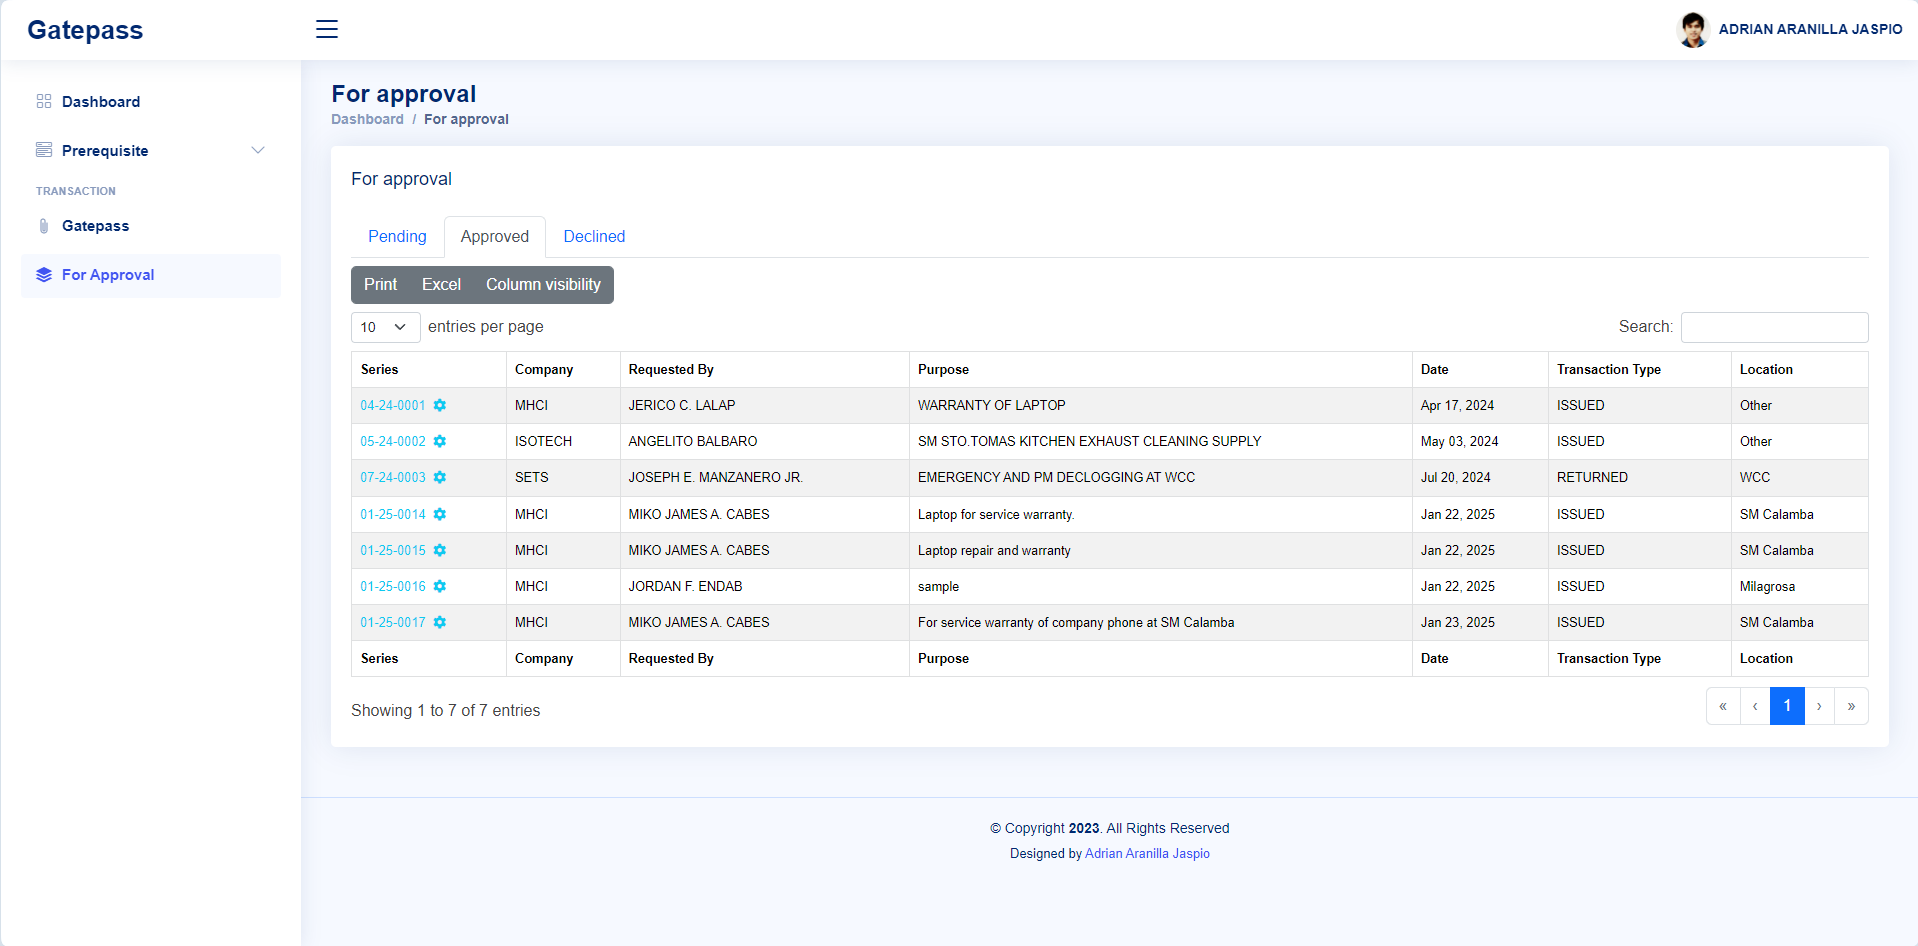 Gatepass
ADRIAN ARANILLA JASPIO
Dashboard
Prerequisite
TRANSACTION
Gatepass
For Approval
For approval
Dashboard / For approval
For approval
Pending Approved Declined
Print Excel Column visibility
10 entries per page Search:
Series Company Requested By Purpose Date Transaction Type Location
04-24-0001 MHCI JERICO C. LALAP WARRANTY OF LAPTOP Apr 17, 2024 ISSUED Other
05-24-0002 ISOTECH ANGELITO BALBARO SM STO.TOMAS KITCHEN EXHAUST CLEANING SUPPLY May 03, 2024 ISSUED Other
07-24-0003 SETS JOSEPH E. MANZANERO JR. EMERGENCY AND PM DECLOGGING AT WCC Jul 20, 2024 RETURNED WCC
01-25-0014 MHCI MIKO JAMES A. CABES Laptop for service warranty. Jan 22, 2025 ISSUED SM Calamba
01-25-0015 MHCI MIKO JAMES A. CABES Laptop repair and warranty Jan 22, 2025 ISSUED SM Calamba
01-25-0016 MHCI JORDAN F. ENDAB sample Jan 22, 2025 ISSUED Milagrosa
01-25-0017 MHCI MIKO JAMES A. CABES For service warranty of company phone at SM Calamba Jan 23, 2025 ISSUED SM Calamba
Series Company Requested By Purpose Date Transaction Type Location
Showing 1 to 7 of 7 entries « ‹ 1 › »
© Copyright 2023. All Rights Reserved
Designed by Adrian Aranilla Jaspio